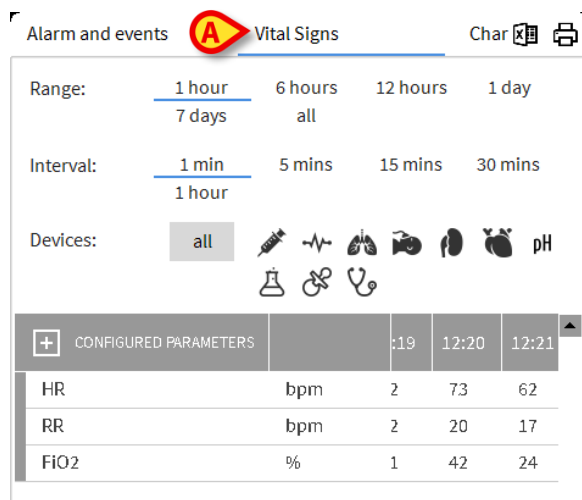 Alarm and events A Vital Signs Char
Range: 1 hour 6 hours 12 hours 1 day
7 days all
Interval: 1 min 5 mins 15 mins 30 mins
1 hour
Devices: all pH
+ CONFIGURED PARAMETERS :19 12:20 12:21
HR bpm 2 73 62
RR bpm 2 20 17
FiO2 % 1 42 24